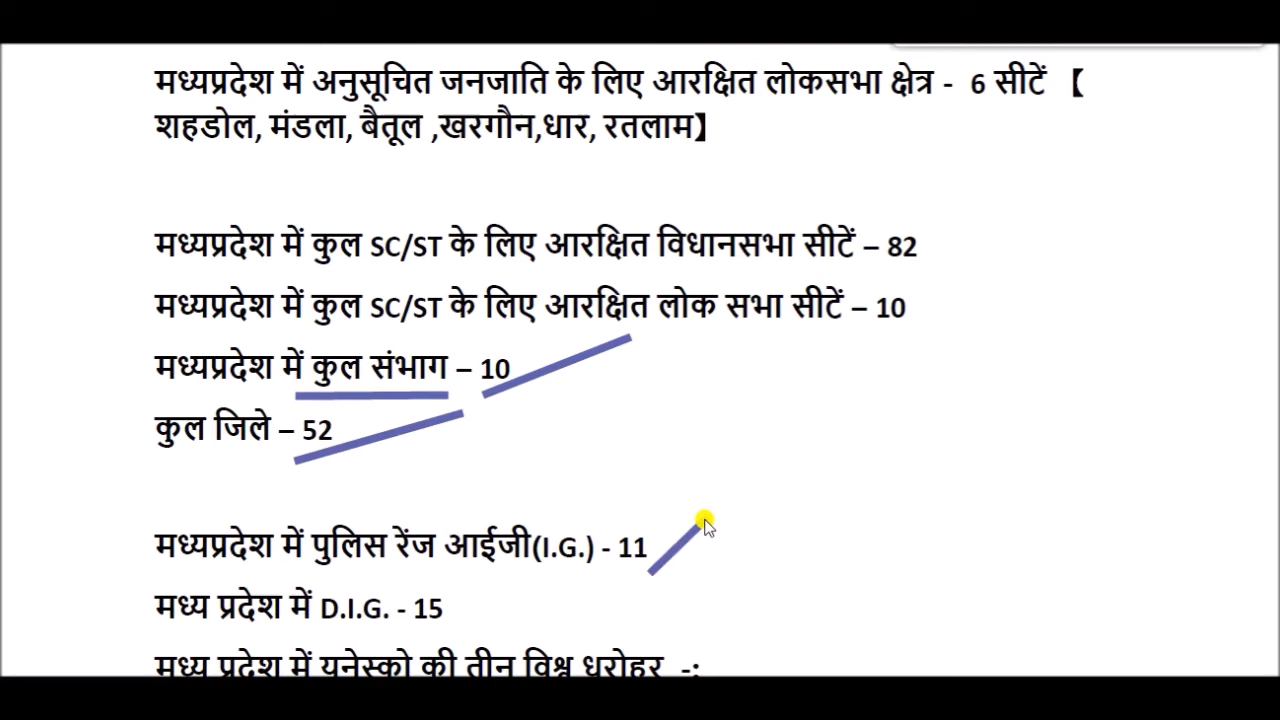 मध्यप्रदेश में अनुसूचित जनजाति के लिए आरक्षित लोकसभा क्षेत्र - 6 सीटें 【
शहडोल, मंडला, बैतूल ,खरगौन,धार, रतलाम】
मध्यप्रदेश में कुल SC/ST के लिए आरक्षित विधानसभा सीटें – 82
मध्यप्रदेश में कुल SC/ST के लिए आरक्षित लोक सभा सीटें – 10
मध्यप्रदेश में कुल संभाग – 10
कुल जिले – 52
मध्यप्रदेश में पुलिस रेंज आईजी(I.G.) - 11
मध्य प्रदेश में D.I.G. - 15
मध्य प्रदेश में यूनेस्को की तीन विश्व धरोहर -: